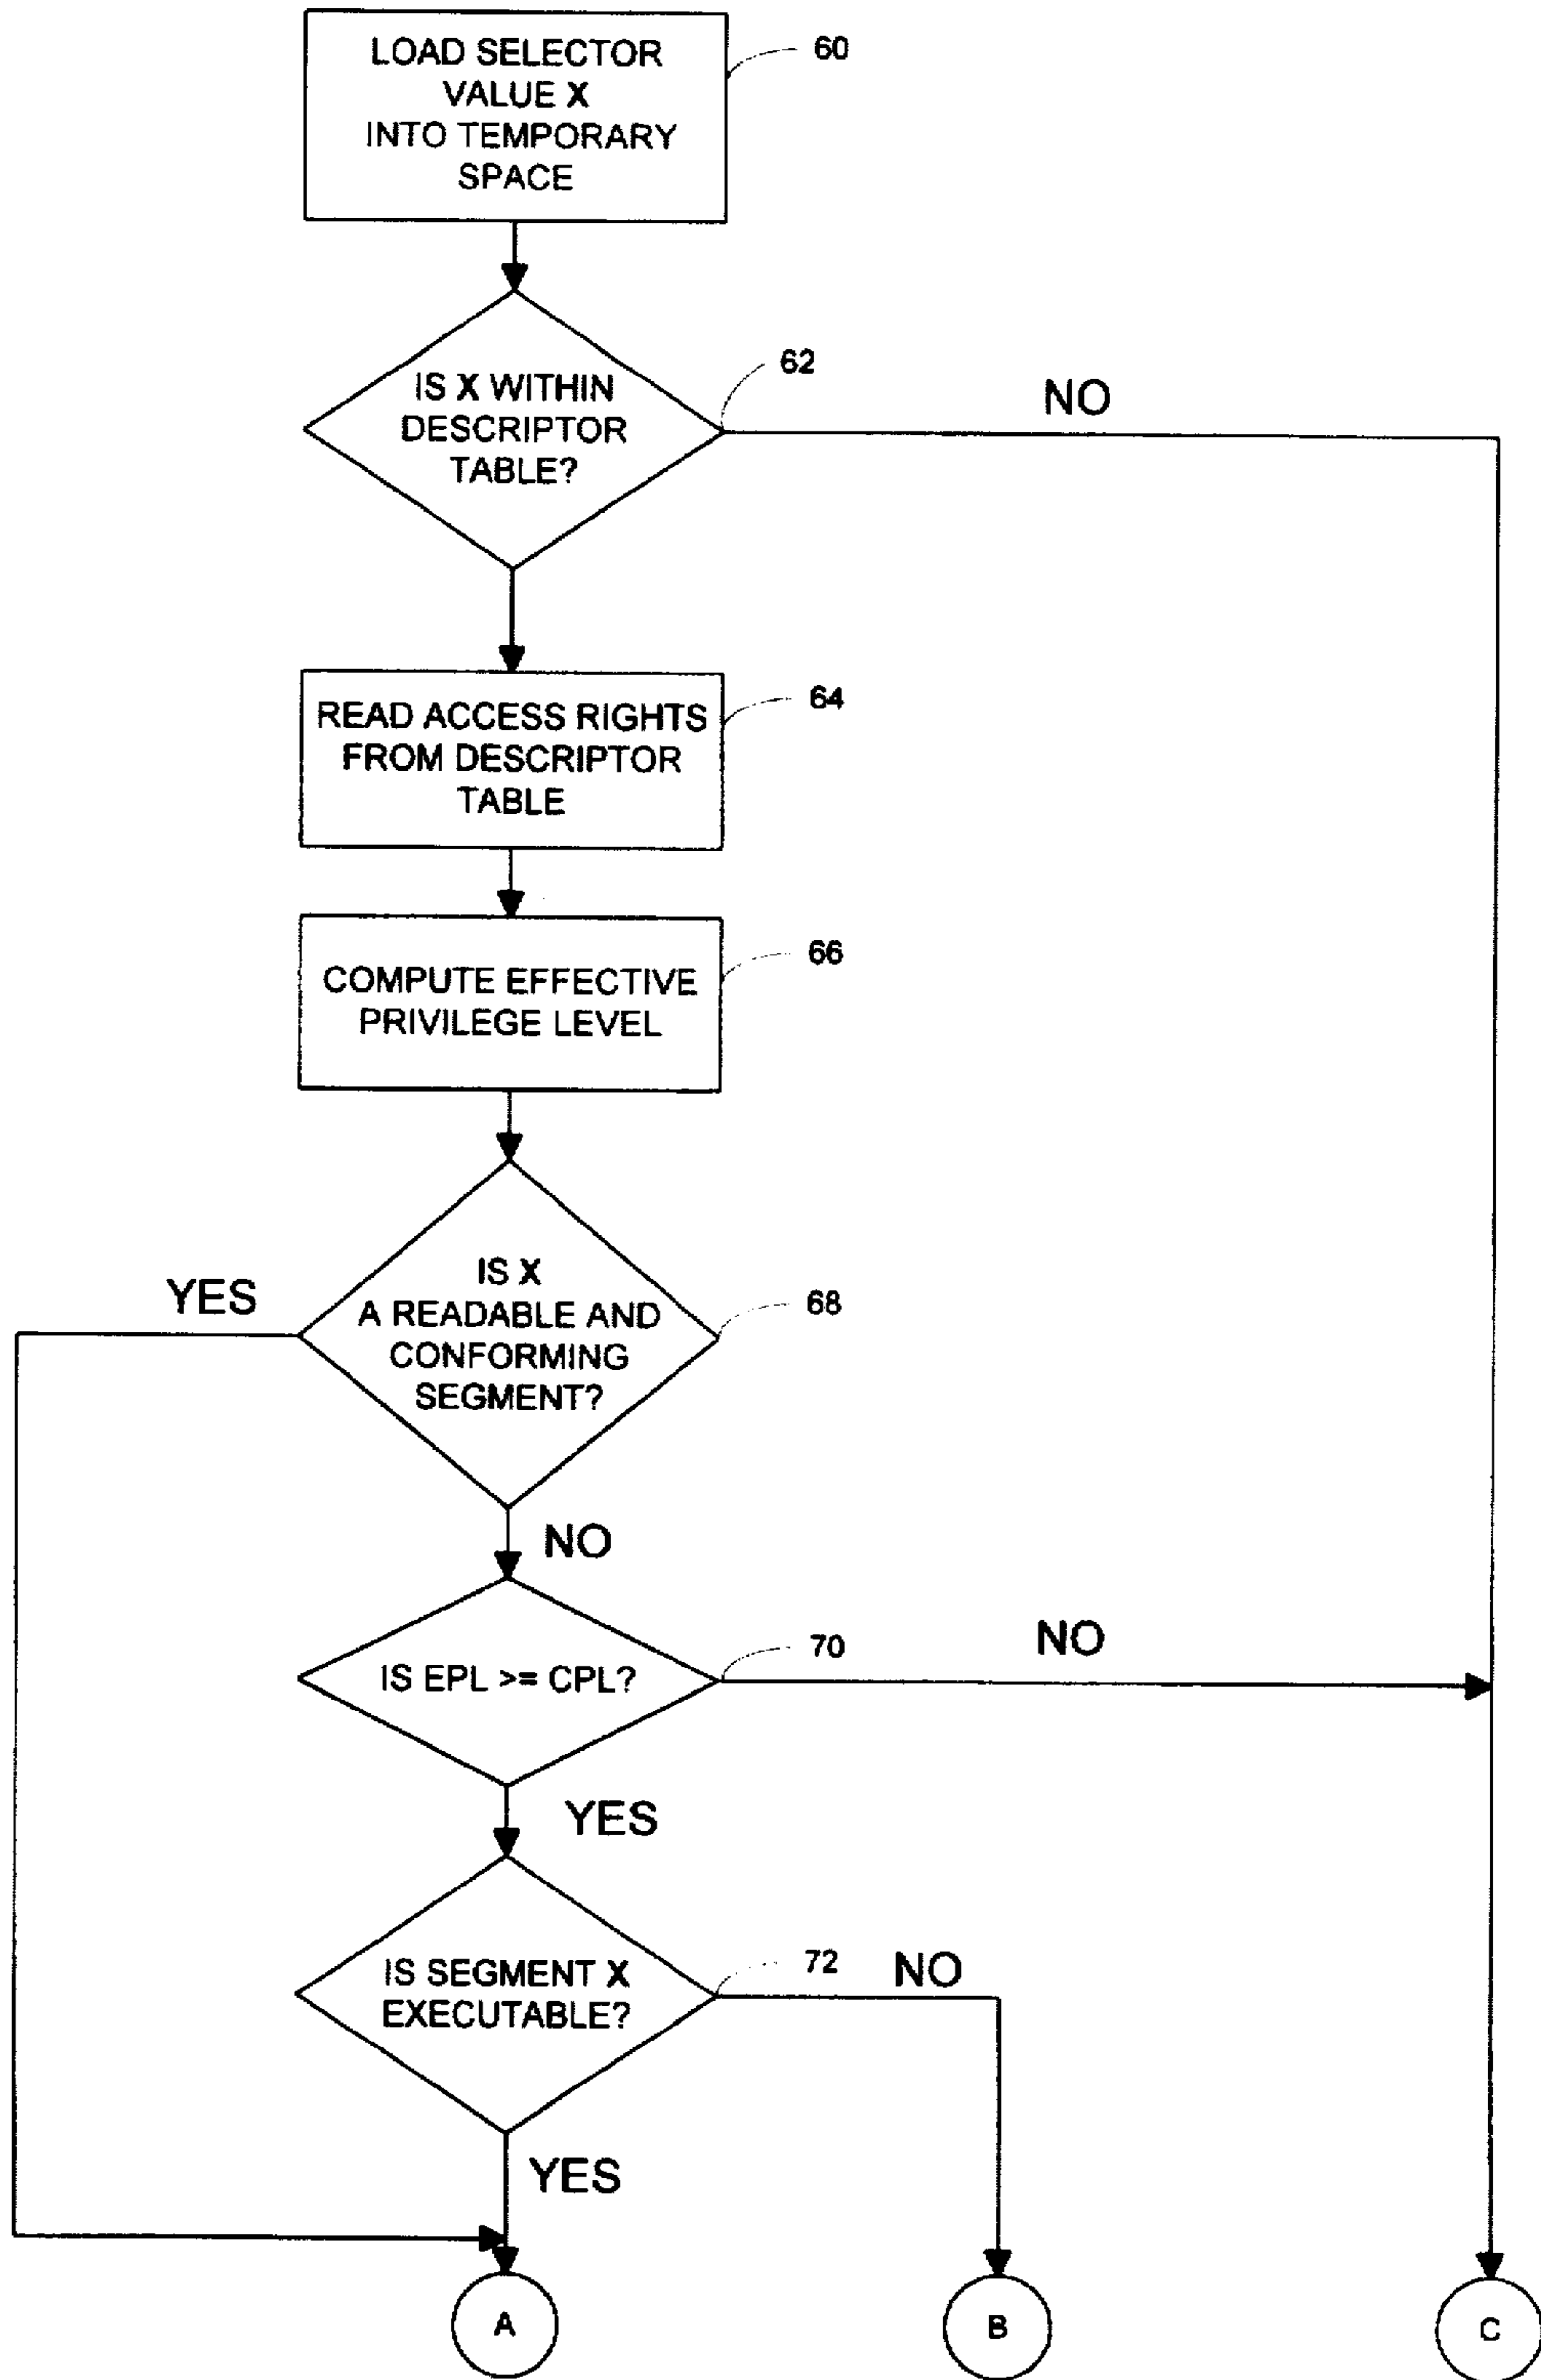 LOAD SELECTOR
VALUE X
INTO TEMPORARY
SPACE
60
IS X WITHIN
DESCRIPTOR
TABLE?
62
NO
READ ACCESS RIGHTS
FROM DESCRIPTOR
TABLE
64
COMPUTE EFFECTIVE
PRIVILEGE LEVEL
66
YES
IS X
A READABLE AND
CONFORMING
SEGMENT?
68
NO
IS EPL >= CPL?
70
NO
YES
IS SEGMENT X
EXECUTABLE?
72
NO
YES
A
B
C